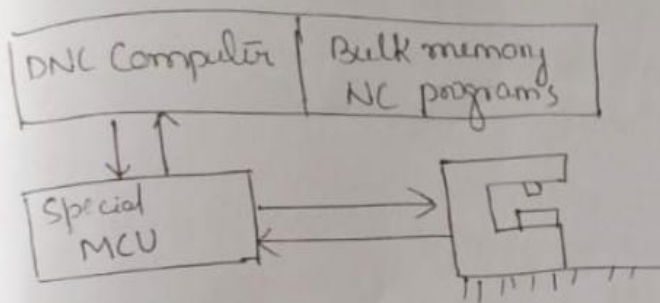 DNC Computer
Bulk memory
NC programs
Special
MCU